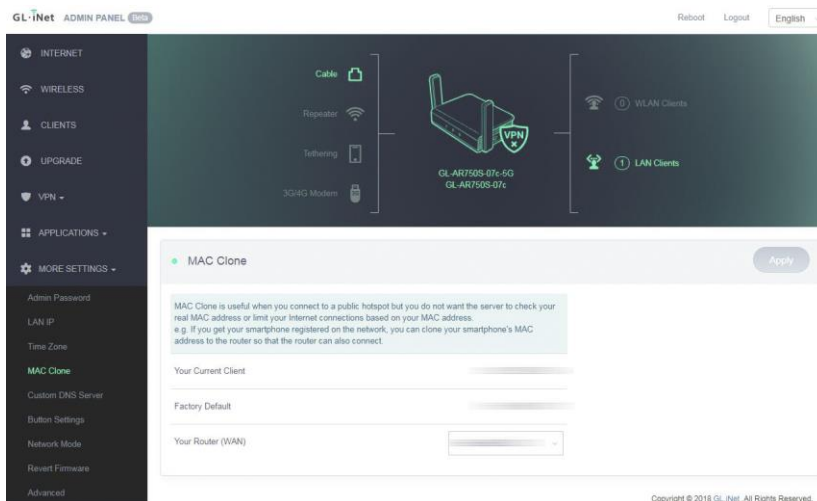 GL·iNet ADMIN PANEL Beta
Reboot Logout English
INTERNET
WIRELESS
CLIENTS
UPGRADE
VPN
APPLICATIONS
MORE SETTINGS
Admin Password
LAN IP
Time Zone
MAC Clone
Custom DNS Server
Button Settings
Network Mode
Revert Firmware
Advanced
Cable
Repeater
Tethering
3G/4G Modem
VPN
GL-AR750S-07c-5G
GL-AR750S-07c
0 WLAN Clients
1 LAN Clients
MAC Clone
Apply
MAC Clone is useful when you connect to a public hotspot but you do not want the server to check your
real MAC address or limit your Internet connections based on your MAC address.
e.g. If you get your smartphone registered on the network, you can clone your smartphone's MAC
address to the router so that the router can also connect.
Your Current Client
Factory Default
Your Router (WAN)
Copyright © 2018 GL.iNet. All Rights Reserved.